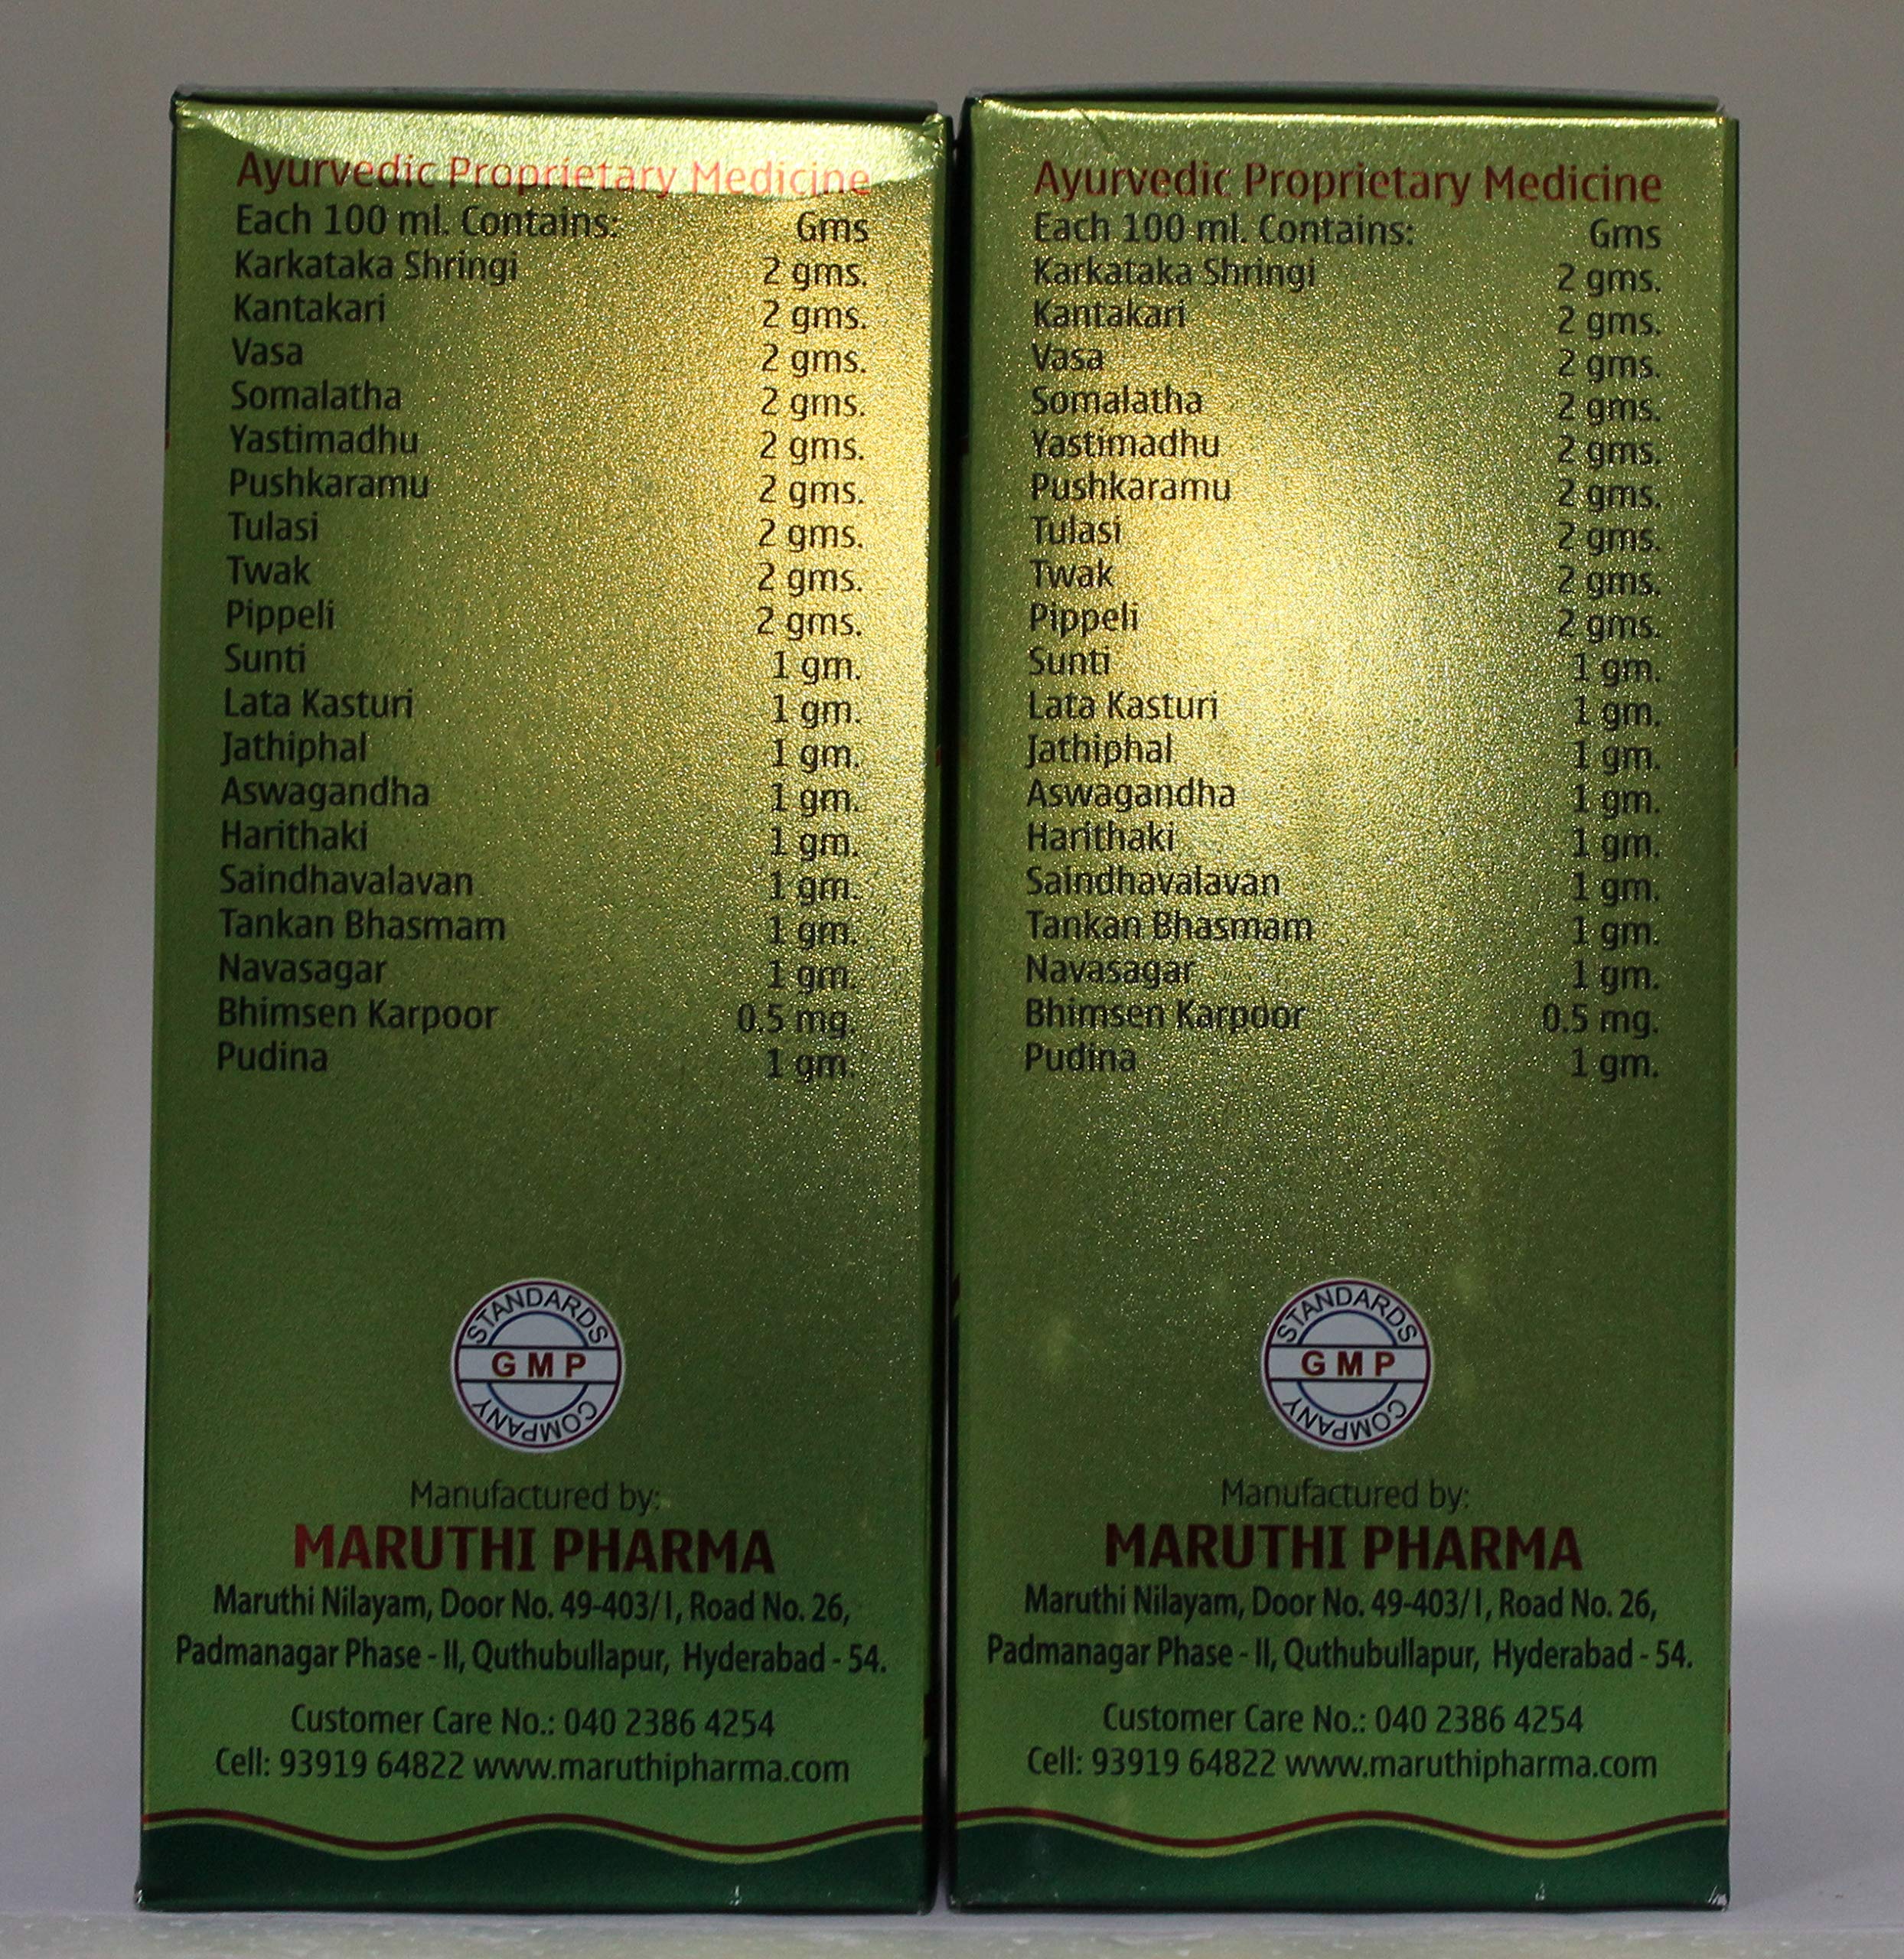 Ayurvedic Proprietary Medicine
Each 100 ml. Contains: Gms
Karkataka Shringi 2 gms.
Kantakari 2 gms.
Vasa 2 gms.
Somalatha 2 gms.
Yastimadhu 2 gms.
Pushkaramu 2 gms.
Tulasi 2 gms.
Twak 2 gms.
Pippeli 2 gms.
Sunti 1 gm.
Lata Kasturi 1 gm.
Jathiphal 1 gm.
Aswagandha 1 gm.
Harithaki 1 gm.
Saindhavalavan 1 gm.
Tankan Bhasmam 1 gm.
Navasagar 1 gm.
Bhimsen Karpoor 0.5 mg.
Pudina 1 gm.
STANDARDS
GMP
COMPANY
Manufactured by:
MARUTHI PHARMA
Maruthi Nilayam, Door No. 49-403/I, Road No. 26,
Padmanagar Phase - II, Quthubullapur, Hyderabad - 54.
Customer Care No.: 040 2386 4254
Cell: 93919 64822 www.maruthipharma.com
Ayurvedic Proprietary Medicine
Each 100 ml. Contains: Gms
Karkataka Shringi 2 gms.
Kantakari 2 gms.
Vasa 2 gms.
Somalatha 2 gms.
Yastimadhu 2 gms.
Pushkaramu 2 gms.
Tulasi 2 gms.
Twak 2 gms.
Pippeli 2 gms.
Sunti 1 gm.
Lata Kasturi 1 gm.
Jathiphal 1 gm.
Aswagandha 1 gm.
Harithaki 1 gm.
Saindhavalavan 1 gm.
Tankan Bhasmam 1 gm.
Navasagar 1 gm.
Bhimsen Karpoor 0.5 mg.
Pudina 1 gm.
STANDARDS
GMP
COMPANY
Manufactured by:
MARUTHI PHARMA
Maruthi Nilayam, Door No. 49-403/I, Road No. 26,
Padmanagar Phase - II, Quthubullapur, Hyderabad - 54.
Customer Care No.: 040 2386 4254
Cell: 93919 64822 www.maruthipharma.com